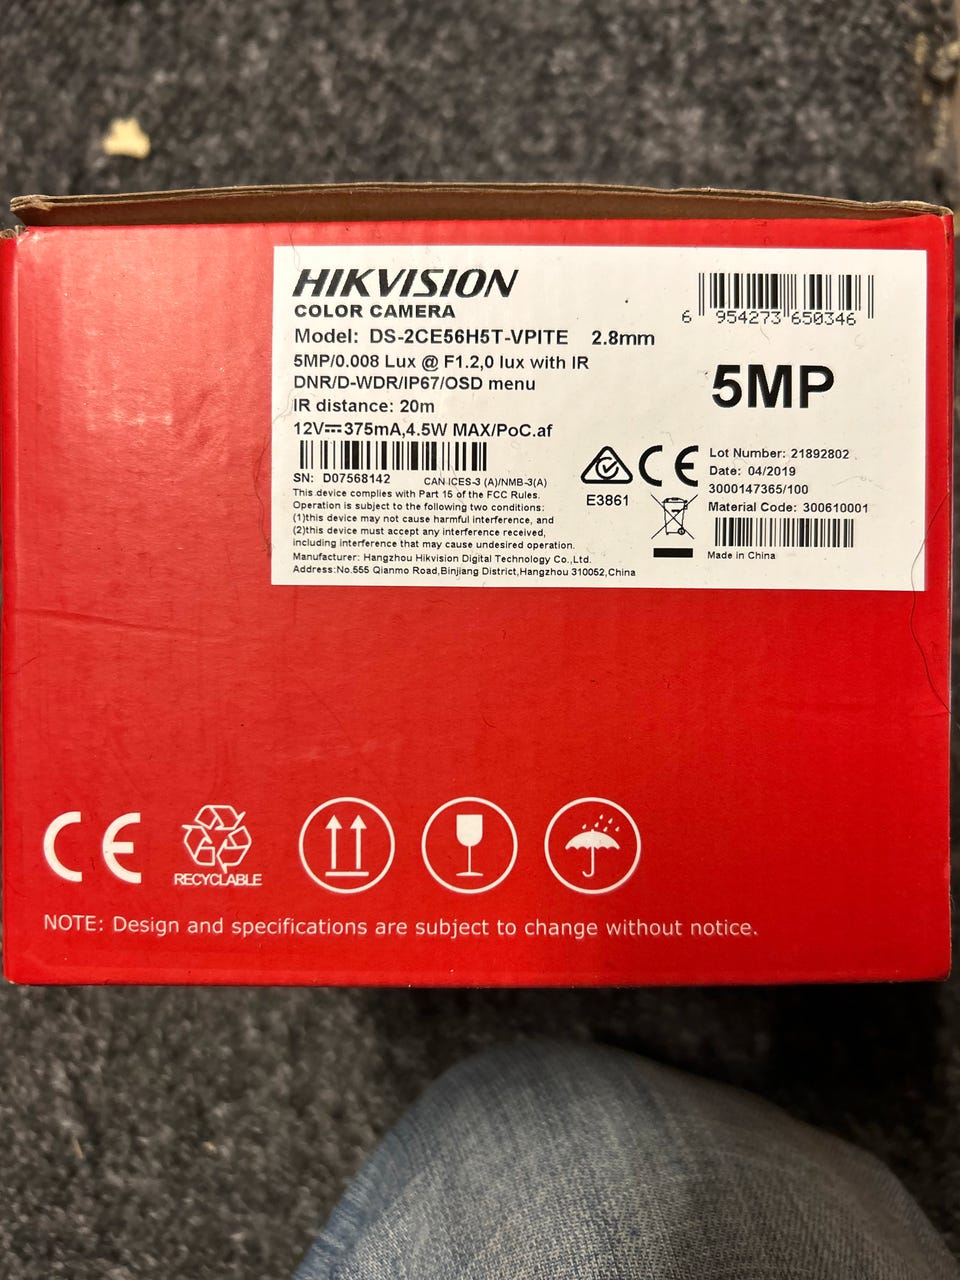 HIKVISION
COLOR CAMERA
Model: DS-2CE56H5T-VPITE 2.8mm
5MP/0.008 Lux @ F1.2,0 lux with IR
DNR/D-WDR/IP67/OSD menu
IR distance: 20m
12V⎓375mA,4.5W MAX/PoC.af
SN: D07568142 CAN ICES-3 (A)/NMB-3(A)
This device complies with Part 15 of the FCC Rules.
Operation is subject to the following two conditions:
(1)this device may not cause harmful interference, and
(2)this device must accept any interference received,
including interference that may cause undesired operation.
Manufacturer: Hangzhou Hikvision Digital Technology Co.,Ltd.
Address:No.555 Qianmo Road,Binjiang District,Hangzhou 310052,China
6 954273 650346
5MP
E3861
CE
Lot Number: 21892802
Date: 04/2019
3000147365/100
Material Code: 300610001
Made in China
CE
RECYCLABLE
NOTE: Design and specifications are subject to change without notice.